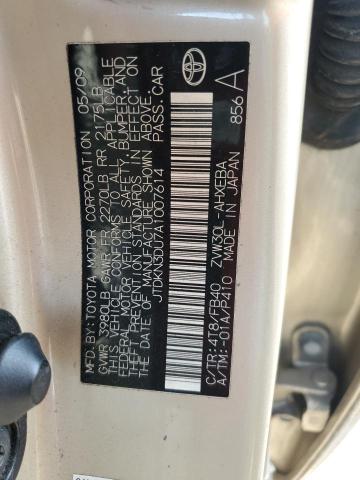 MFD. BY: TOYOTA MOTOR CORPORATION 05/09
GVWR 3980LB GAWR FR 2270LB RR 2175LB
THIS VEHICLE CONFORMS TO ALL APPLICABLE
FEDERAL MOTOR VEHICLE SAFETY, BUMPER, AND
THEFT PREVENTION STANDARDS IN EFFECT ON
THE DATE OF MANUFACTURE SHOWN ABOVE.
JTDKN3DU7A1007614 PASS. CAR
ZVW30L-AHXEBA
C/TR:4T8/FB40
A/TM:-01A/P410 MADE IN JAPAN
856 A